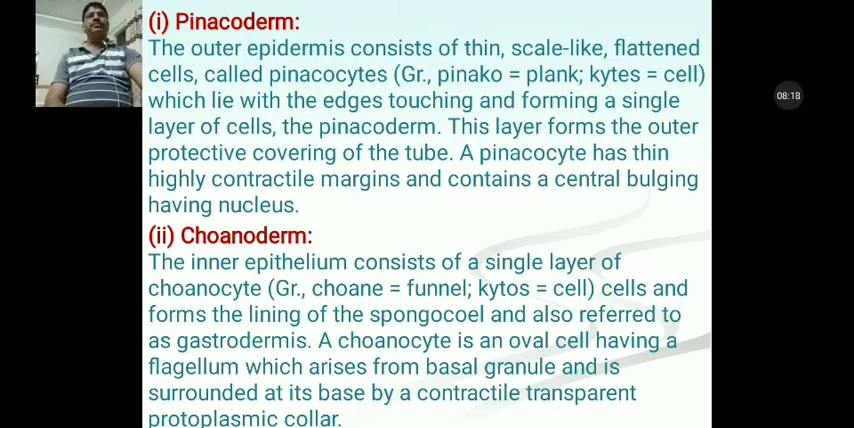 (i) Pinacoderm:
The outer epidermis consists of thin, scale-like, flattened
cells, called pinacocytes (Gr., pinako = plank; kytes = cell)
which lie with the edges touching and forming a single
layer of cells, the pinacoderm. This layer forms the outer
protective covering of the tube. A pinacocyte has thin
highly contractile margins and contains a central bulging
having nucleus.
(ii) Choanoderm:
The inner epithelium consists of a single layer of
choanocyte (Gr., choane = funnel; kytos = cell) cells and
forms the lining of the spongocoel and also referred to
as gastrodermis. A choanocyte is an oval cell having a
flagellum which arises from basal granule and is
surrounded at its base by a contractile transparent
protoplasmic collar.
08:18